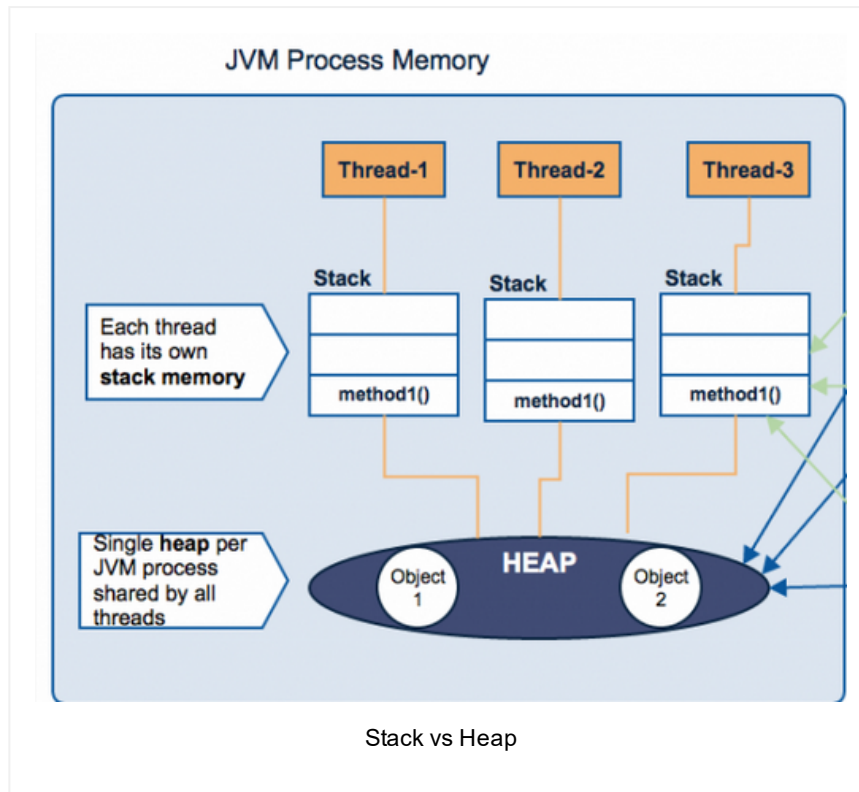 JVM Process Memory
Thread-1
Thread-2
Thread-3
Stack
Stack
Stack
Each thread
has its own
stack memory
method1()
method1()
method1()
Single heap per
JVM process
shared by all
threads
HEAP
Object
1
Object
2
Stack vs Heap